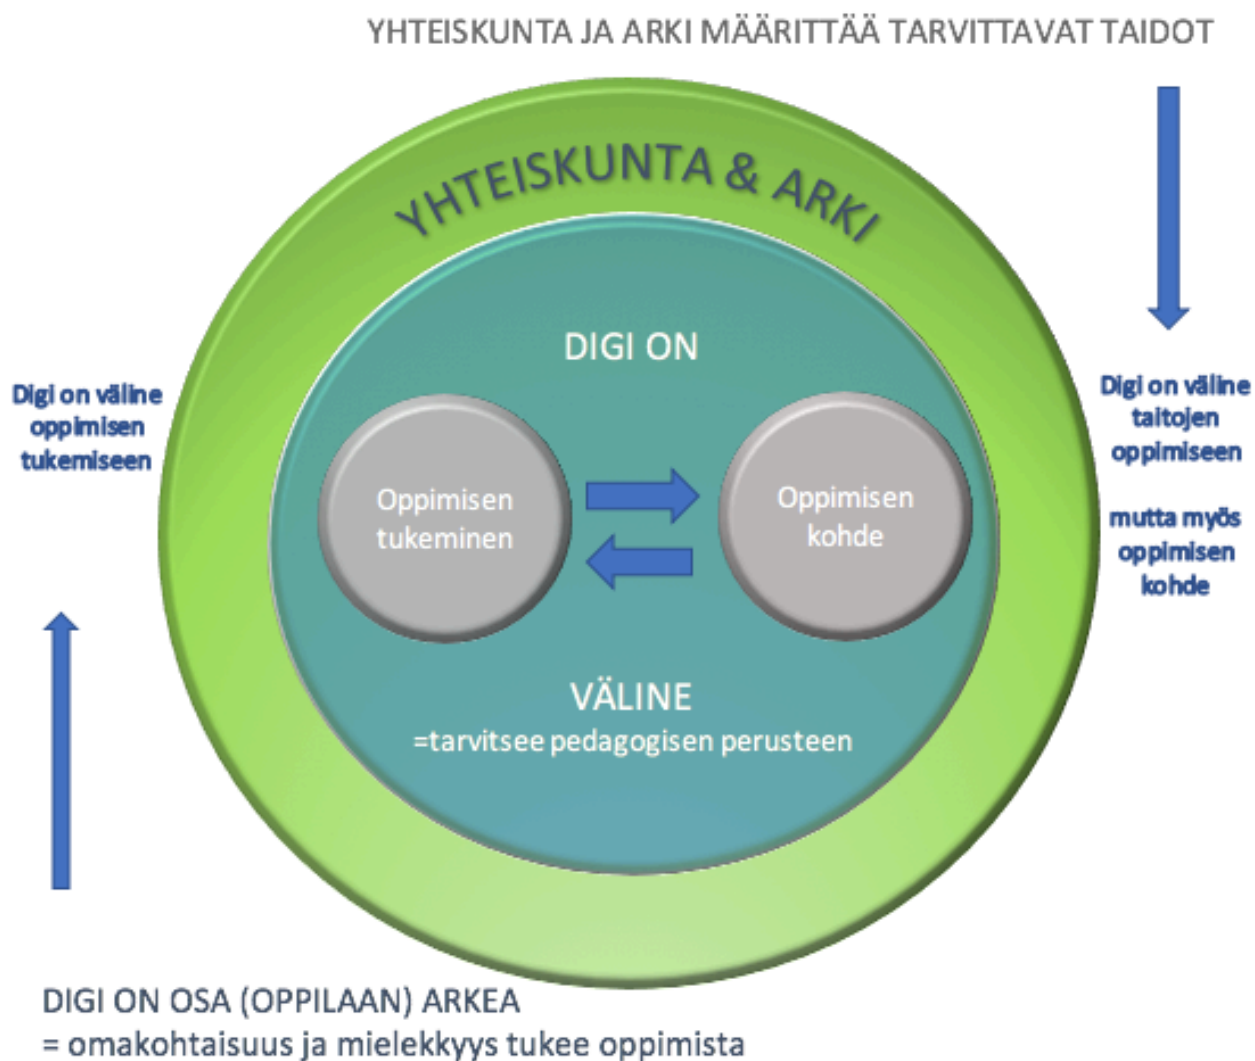 YHTEISKUNTA JA ARKI MÄÄRITTÄÄ TARVITTAVAT TAIDOT
YHTEISKUNTA & ARKI
DIGI ON
Digi on väline
oppimisen
tukemiseen
Oppimisen
tukeminen
Oppimisen
kohde
Digi on väline
taitojen
oppimiseen
mutta myös
oppimisen
kohde
VÄLINE
=tarvitsee pedagogisen perusteen
DIGI ON OSA (OPPILAAN) ARKEA
= omakohtaisuus ja mielekkyys tukee oppimista